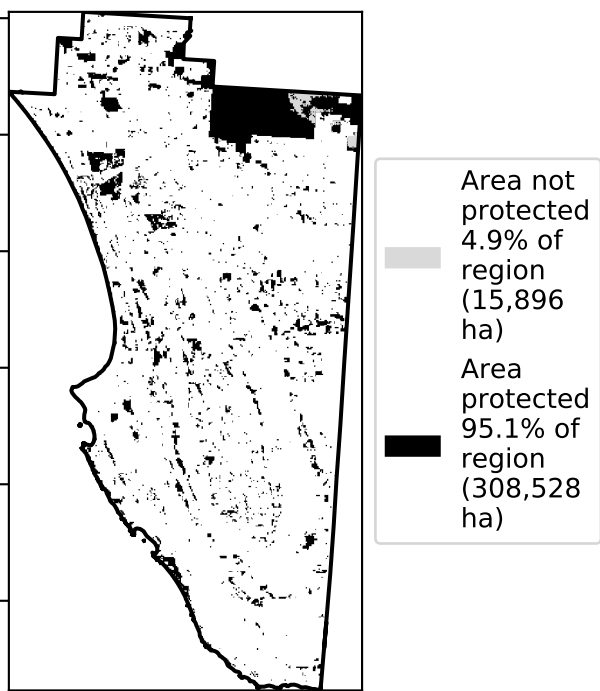 Area not
protected
4.9% of
region
(15,896
ha)
Area
protected
95.1% of
region
(308,528
ha)